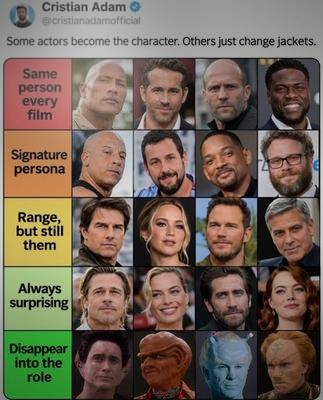 Cristian Adam
@cristianadamofficial
Some actors become the character. Others just change jackets.
Same
person
every
film
Signature
persona
Range,
but still
them
Always
surprising
Disappear
into the
role